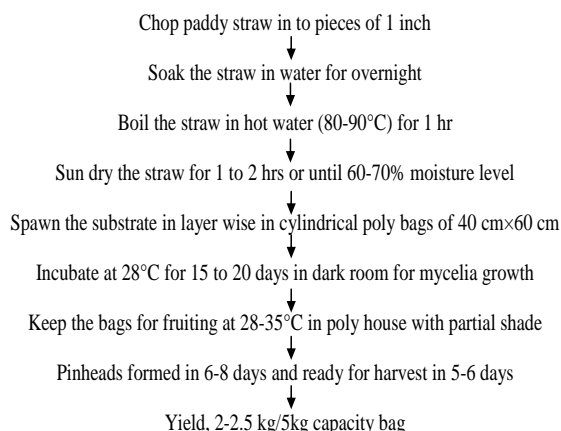 Chop paddy straw in to pieces of 1 inch
Soak the straw in water for overnight
Boil the straw in hot water (80-90°C) for 1 hr
Sun dry the straw for 1 to 2 hrs or until 60-70% moisture level
Spawn the substrate in layer wise in cylindrical poly bags of 40 cm×60 cm
Incubate at 28°C for 15 to 20 days in dark room for mycelia growth
Keep the bags for fruiting at 28-35°C in poly house with partial shade
Pinheads formed in 6-8 days and ready for harvest in 5-6 days
Yield, 2-2.5 kg/5kg capacity bag